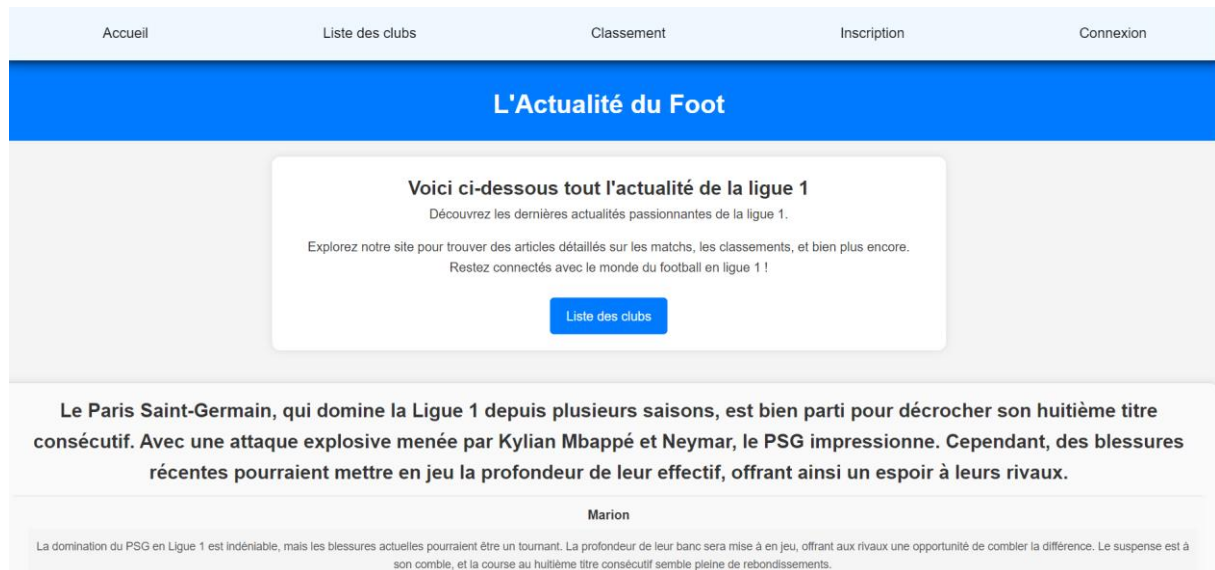 Accueil Liste des clubs Classement Inscription Connexion
L'Actualité du Foot
Voici ci-dessous tout l'actualité de la ligue 1
Découvrez les dernières actualités passionnantes de la ligue 1.
Explorez notre site pour trouver des articles détaillés sur les matchs, les classements, et bien plus encore.
Restez connectés avec le monde du football en ligue 1 !
Liste des clubs
Le Paris Saint-Germain, qui domine la Ligue 1 depuis plusieurs saisons, est bien parti pour décrocher son huitième titre
consécutif. Avec une attaque explosive menée par Kylian Mbappé et Neymar, le PSG impressionne. Cependant, des blessures
récentes pourraient mettre en jeu la profondeur de leur effectif, offrant ainsi un espoir à leurs rivaux.
Marion
La domination du PSG en Ligue 1 est indéniable, mais les blessures actuelles pourraient être un tournant. La profondeur de leur banc sera mise à en jeu, offrant aux rivaux une opportunité de combler la différence. Le suspense est à
son comble, et la course au huitième titre consécutif semble pleine de rebondissements.